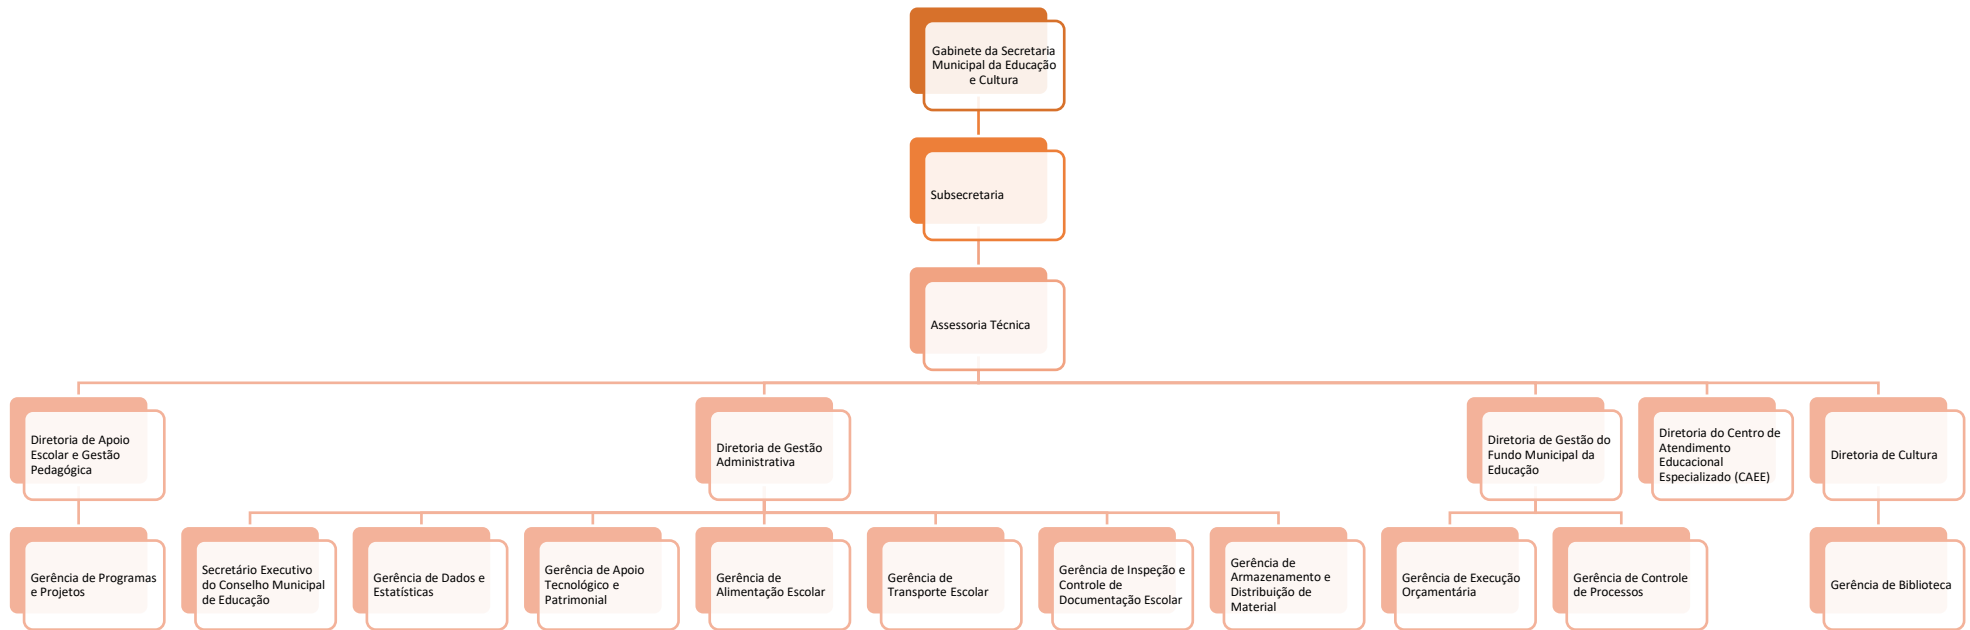 Gabinete da Secretaria
Municipal da Educação
e Cultura
Subsecretaria
Assessoria Técnica
Diretoria de Apoio
Escolar e Gestão
Pedagógica
Diretoria de Gestão
Administrativa
Diretoria de Gestão do
Fundo Municipal da
Educação
Diretoria do Centro de
Atendimento
Educacional
Especializado (CAEE)
Diretoria de Cultura
Gerência de Programas
e Projetos
Secretário Executivo
do Conselho Municipal
de Educação
Gerência de Dados e
Estatísticas
Gerência de Apoio
Tecnológico e
Patrimonial
Gerência de
Alimentação Escolar
Gerência de
Transporte Escolar
Gerência de Inspeção e
Controle de
Documentação Escolar
Gerência de
Armazenamento e
Distribuição de
Material
Gerência de Execução
Orçamentária
Gerência de Controle
de Processos
Gerência de Biblioteca